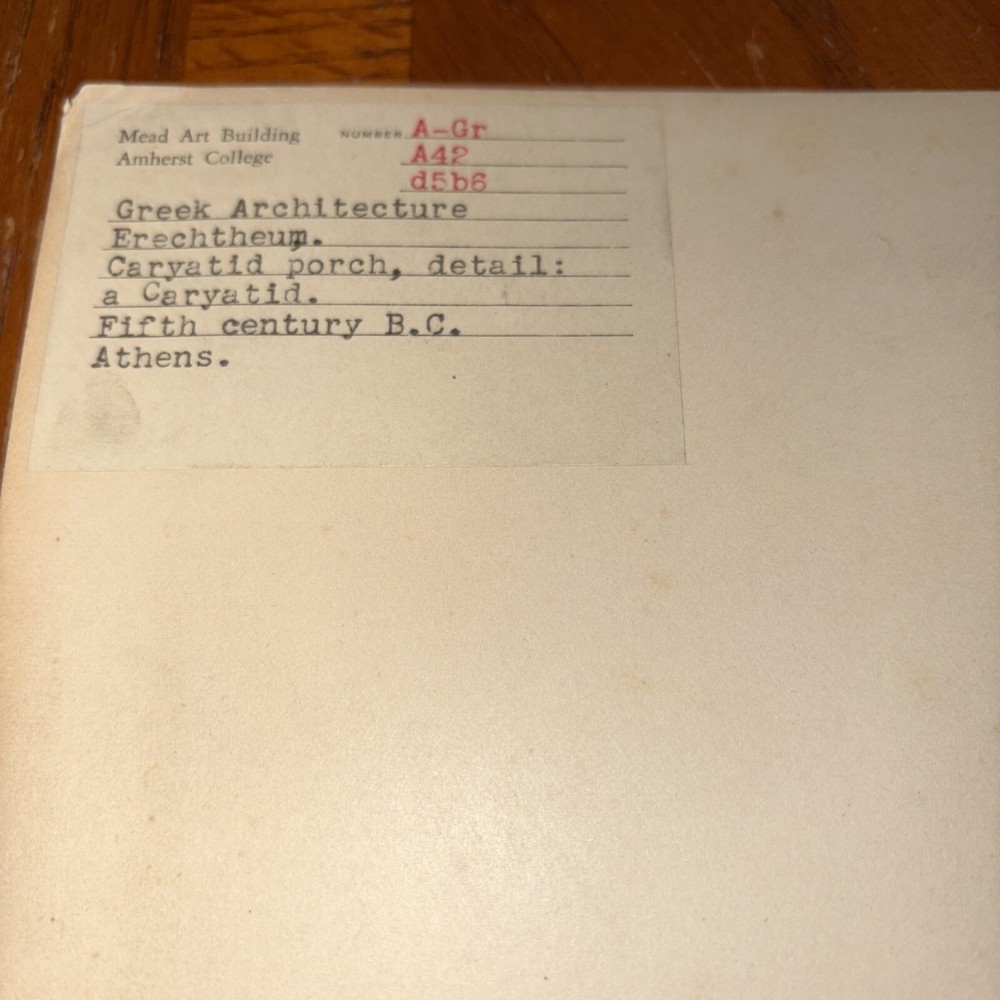 Mead Art Building
Amherst College
NUMBER A-Gr
A42
d5b6
Greek Architecture
Erechtheum.
Caryatid porch, detail:
a Caryatid.
Fifth century B.C.
Athens.